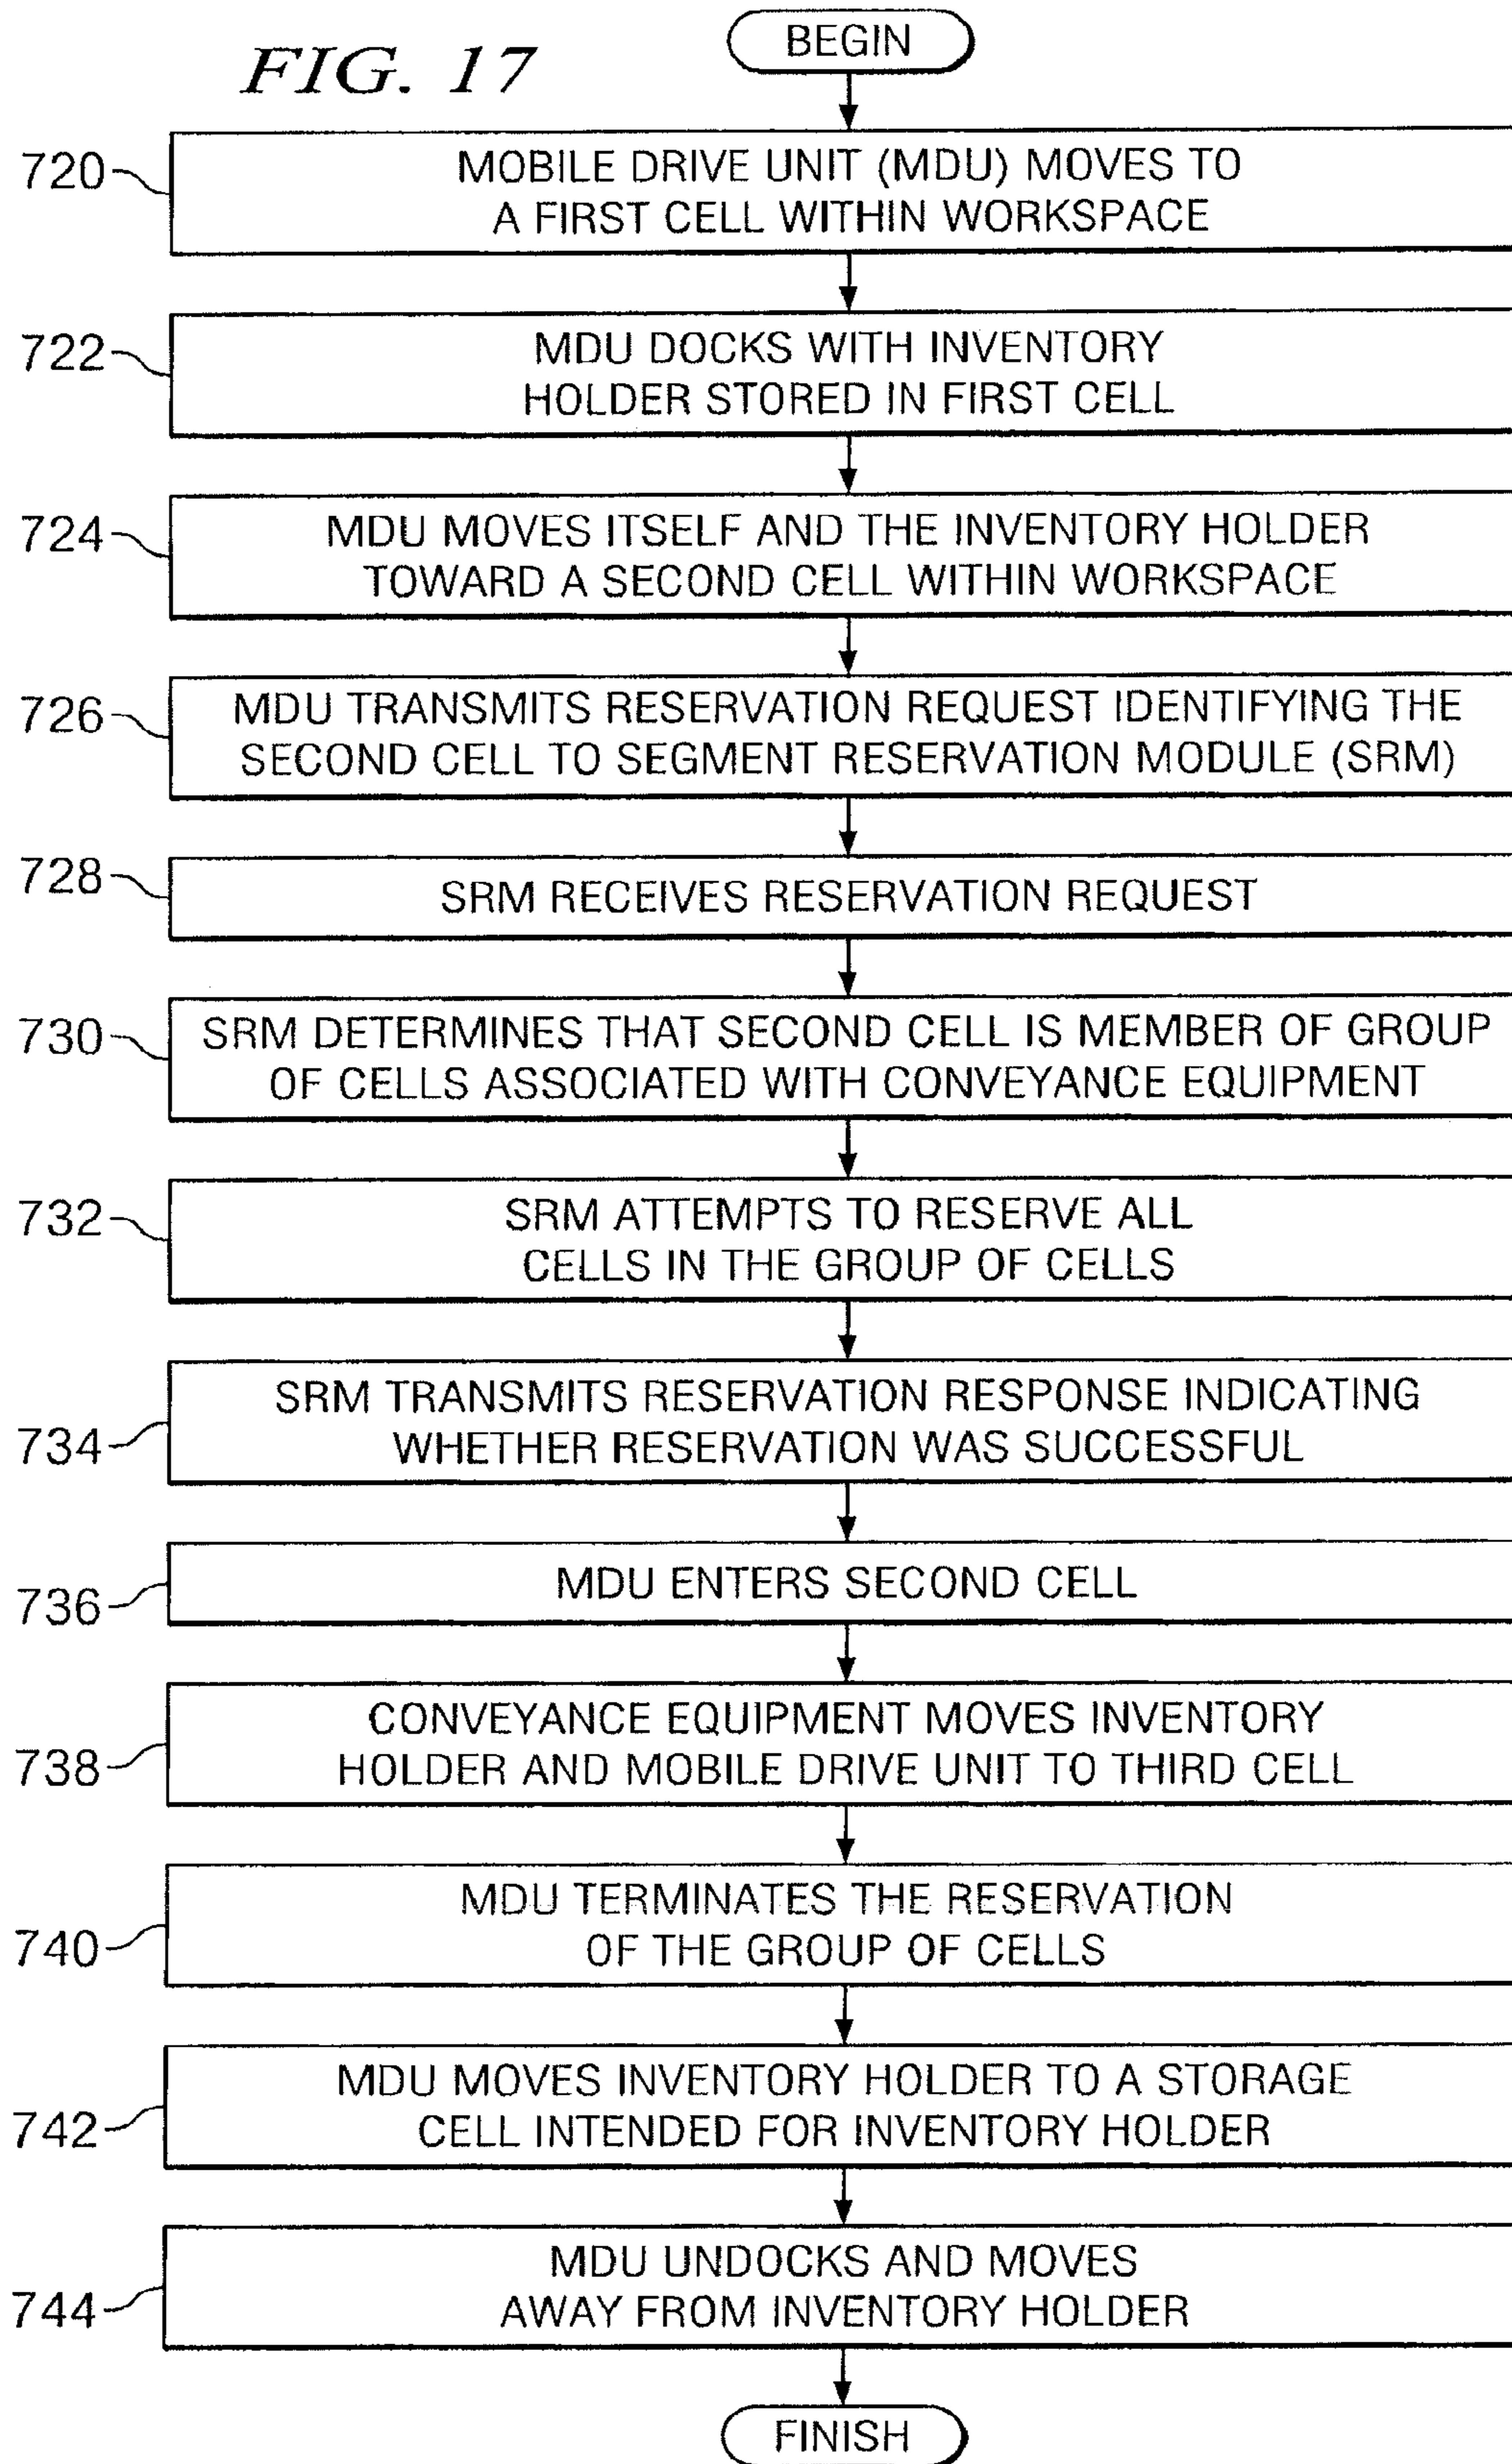 FIG. 17
BEGIN
720
MOBILE DRIVE UNIT (MDU) MOVES TO
A FIRST CELL WITHIN WORKSPACE
722
MDU DOCKS WITH INVENTORY
HOLDER STORED IN FIRST CELL
724
MDU MOVES ITSELF AND THE INVENTORY HOLDER
TOWARD A SECOND CELL WITHIN WORKSPACE
726
MDU TRANSMITS RESERVATION REQUEST IDENTIFYING THE
SECOND CELL TO SEGMENT RESERVATION MODULE (SRM)
728
SRM RECEIVES RESERVATION REQUEST
730
SRM DETERMINES THAT SECOND CELL IS MEMBER OF GROUP
OF CELLS ASSOCIATED WITH CONVEYANCE EQUIPMENT
732
SRM ATTEMPTS TO RESERVE ALL
CELLS IN THE GROUP OF CELLS
734
SRM TRANSMITS RESERVATION RESPONSE INDICATING
WHETHER RESERVATION WAS SUCCESSFUL
736
MDU ENTERS SECOND CELL
738
CONVEYANCE EQUIPMENT MOVES INVENTORY
HOLDER AND MOBILE DRIVE UNIT TO THIRD CELL
740
MDU TERMINATES THE RESERVATION
OF THE GROUP OF CELLS
742
MDU MOVES INVENTORY HOLDER TO A STORAGE
CELL INTENDED FOR INVENTORY HOLDER
744
MDU UNDOCKS AND MOVES
AWAY FROM INVENTORY HOLDER
FINISH